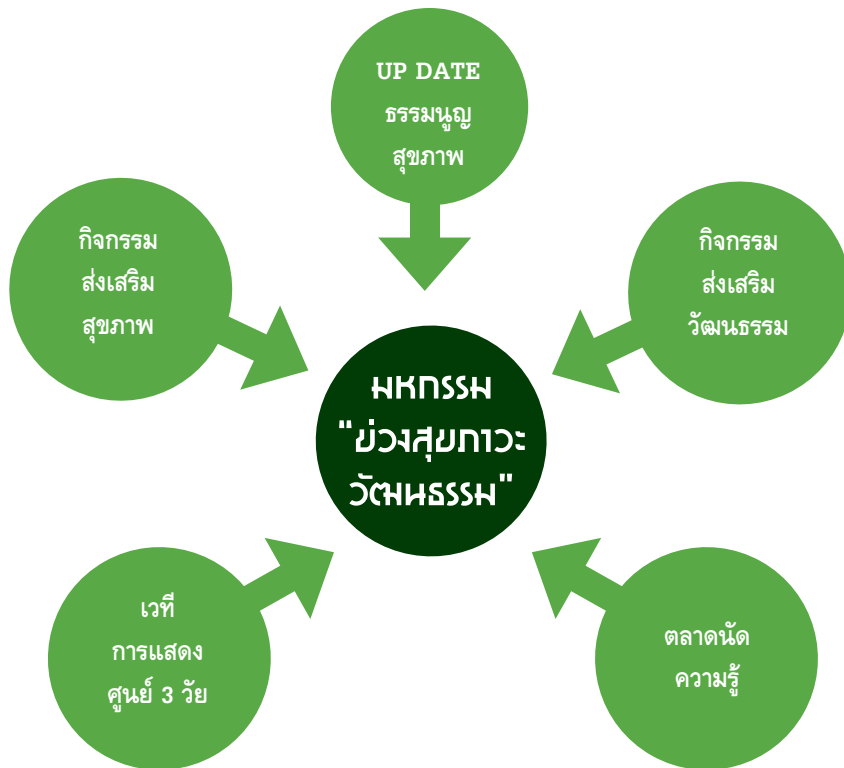 UP DATE
ธรรมนูญ
สุขภาพ
กิจกรรม
ส่งเสริม
สุขภาพ
กิจกรรม
ส่งเสริม
วัฒนธรรม
มหกรรม
"ข่วงสุขภาวะ
วัฒนธรรม"
เวที
การแสดง
ศูนย์ 3 วัย
ตลาดนัด
ความรู้